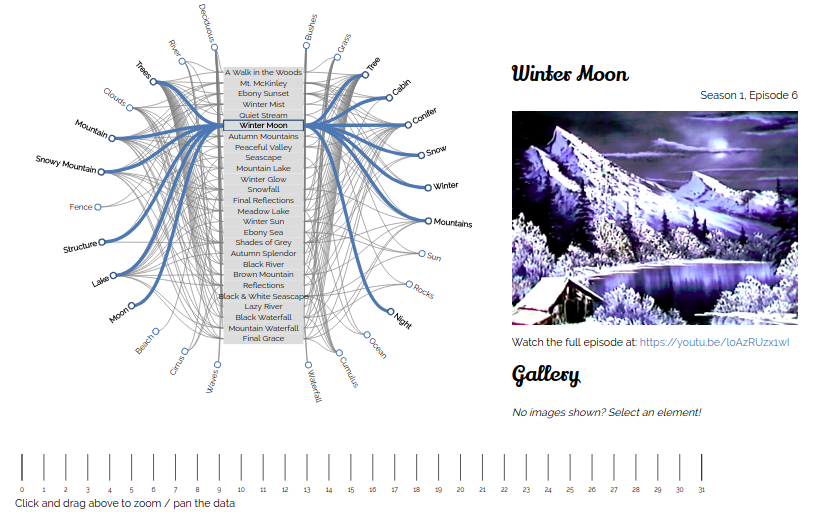 Deciduous
River
Trees
Clouds
Mountain
Snowy Mountain
Fence
Structure
Lake
Moon
Beach
Cirrus
Waves
A Walk in the Woods
Mt. McKinley
Ebony Sunset
Winter Mist
Quiet Stream
Winter Moon
Autumn Mountains
Peaceful Valley
Seascape
Mountain Lake
Winter Glow
Snowfall
Final Reflections
Meadow Lake
Winter Sun
Ebony Sea
Shades of Grey
Autumn Splendor
Black River
Brown Mountain
Reflections
Black & White Seascape
Lazy River
Black Waterfall
Mountain Waterfall
Final Grace
Bushes
Grass
Tree
Cabin
Conifer
Snow
Winter
Mountains
Sun
Rocks
Night
Ocean
Cumulus
Waterfall
Winter Moon
Season 1, Episode 6
Watch the full episode at: https://youtu.be/loAzRUzx1wI
Gallery
No images shown? Select an element!
0 1 2 3 4 5 6 7 8 9 10 11 12 13 14 15 16 17 18 19 20 21 22 23 24 25 26 27 28 29 30 31
Click and drag above to zoom / pan the data